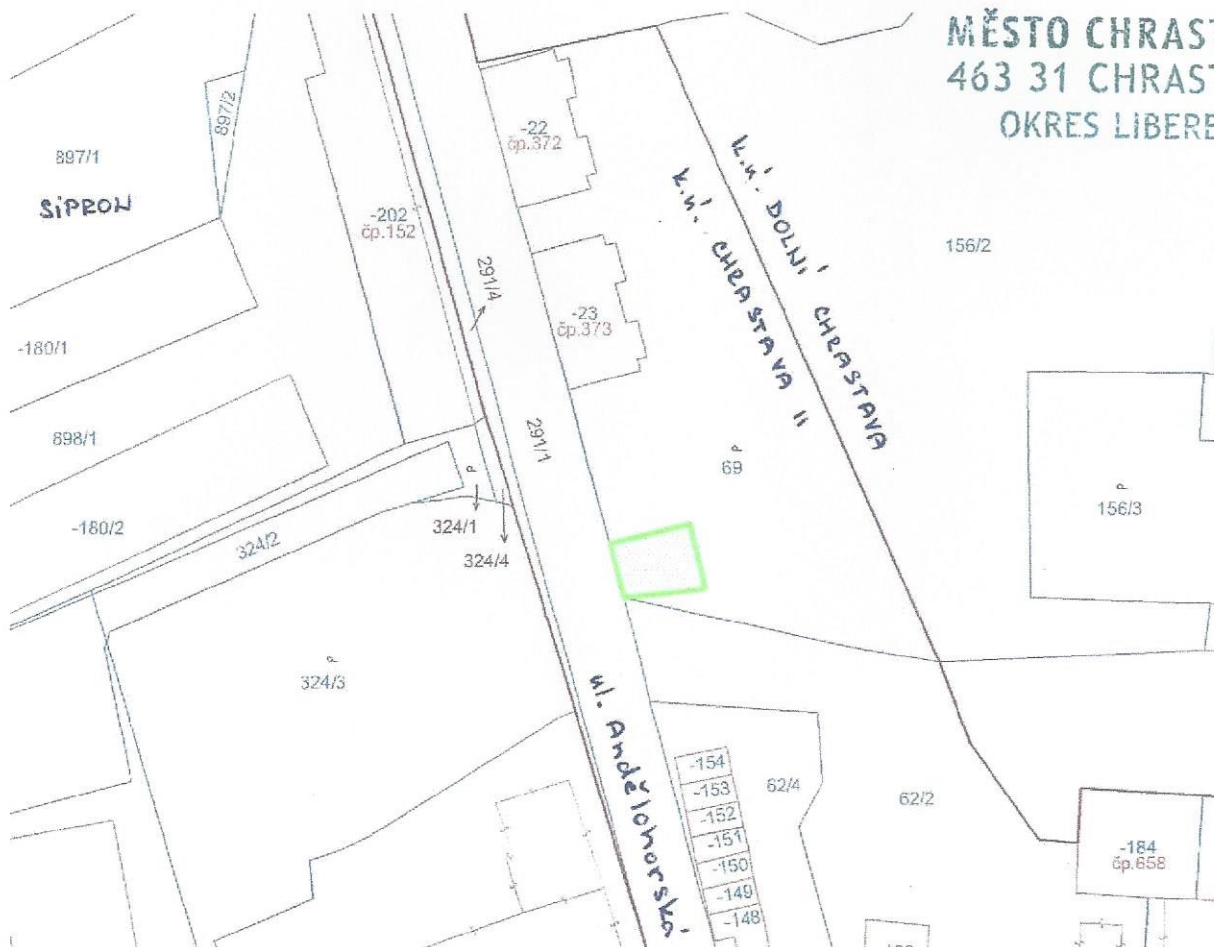 MĚSTO CHRAST
463 31 CHRAST
OKRES LIBERE
897/2
-22
čp.372
897/1
SIPRON
-202
čp.152
k.ú. DOLNÍ CHRASTAVA
k.ú. CHRASTAVA II
156/2
291/4
-23
čp.373
-180/1
898/1
291/1
69
156/3
-180/2
324/1
324/2
324/4
324/3
ul. Andělohorská
-154
-153
62/4
62/2
-152
-151
-150
-149
-148
-184
čp.658